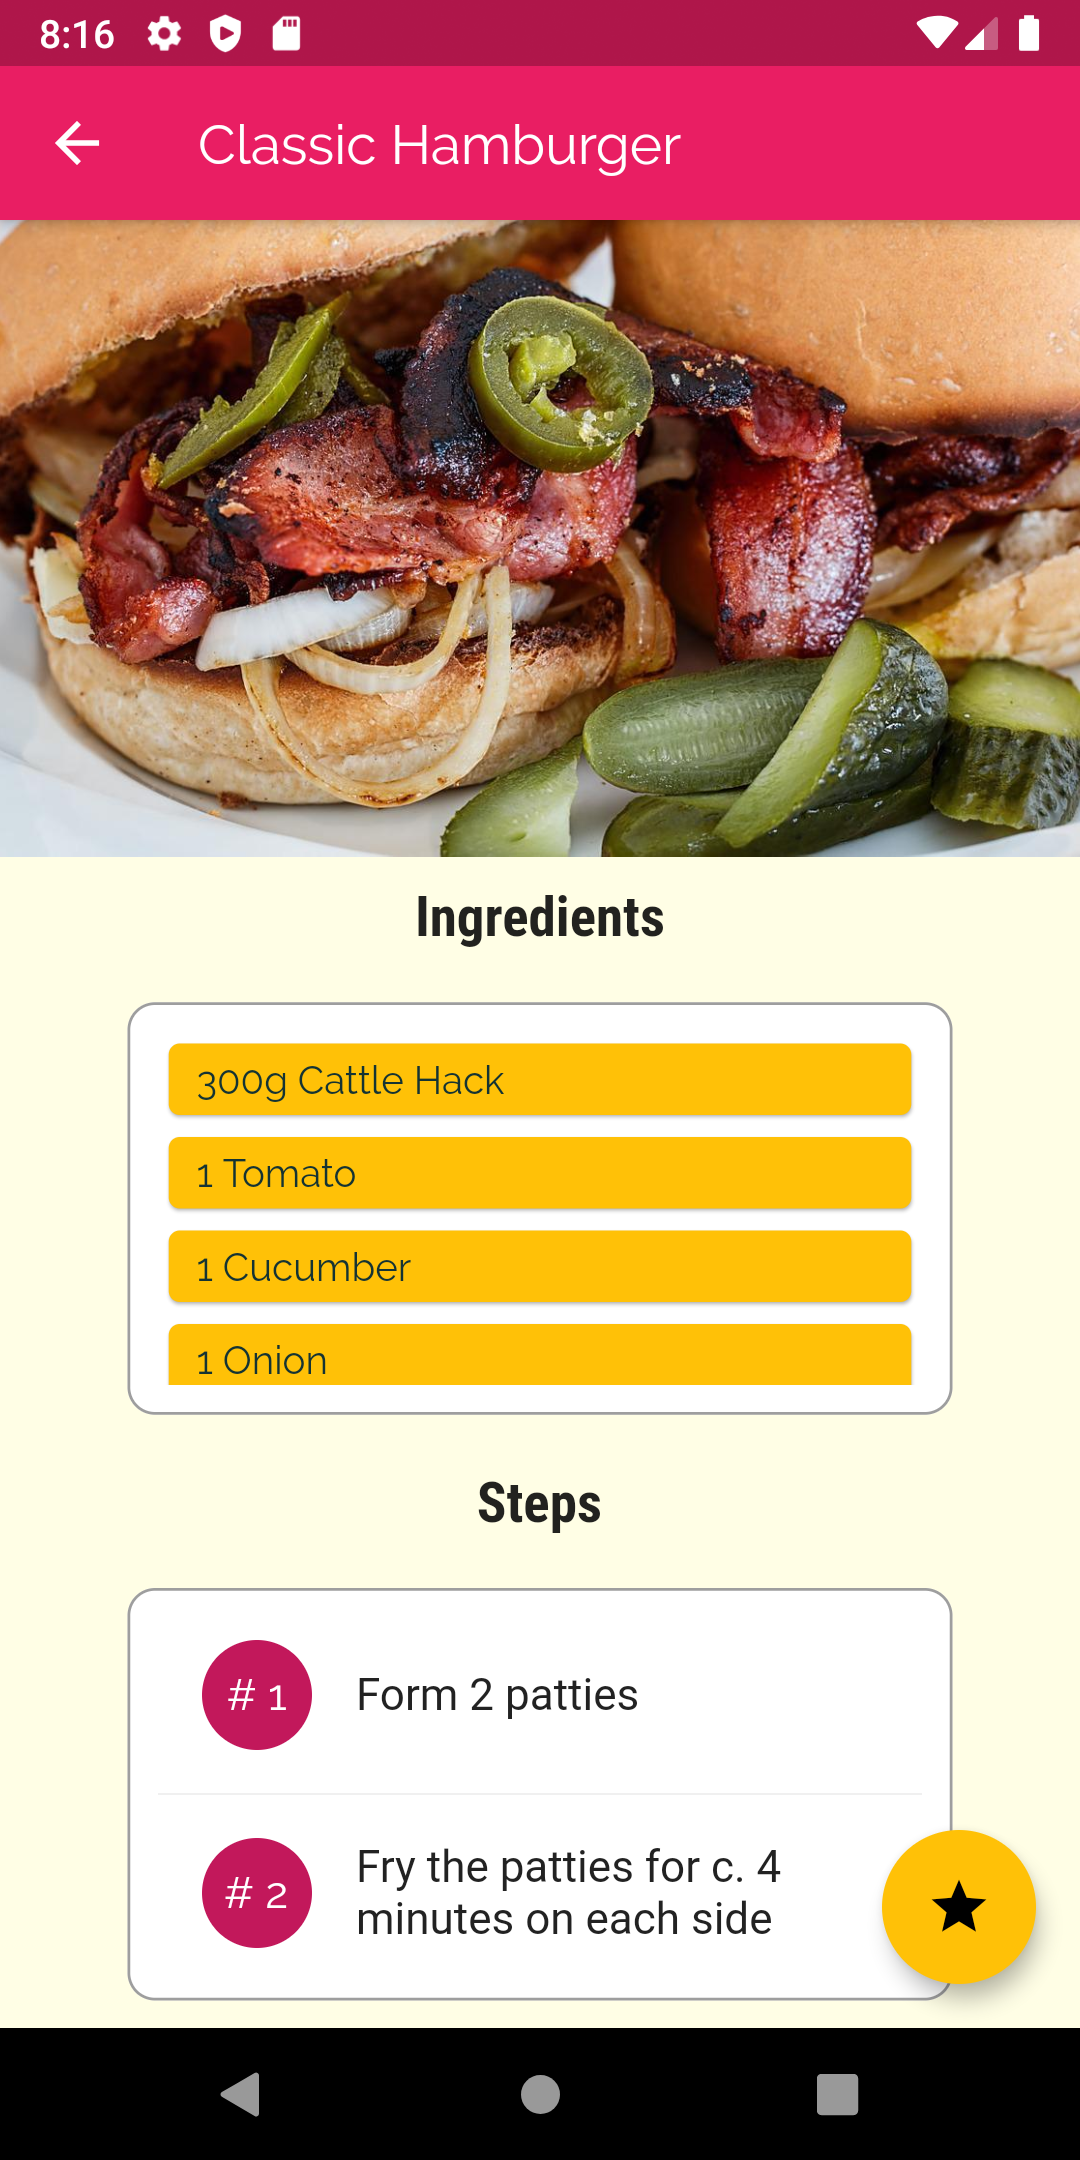 8:16
Classic Hamburger
Ingredients
300g Cattle Hack
1 Tomato
1 Cucumber
1 Onion
Steps
# 1
Form 2 patties
# 2
Fry the patties for c. 4
minutes on each side